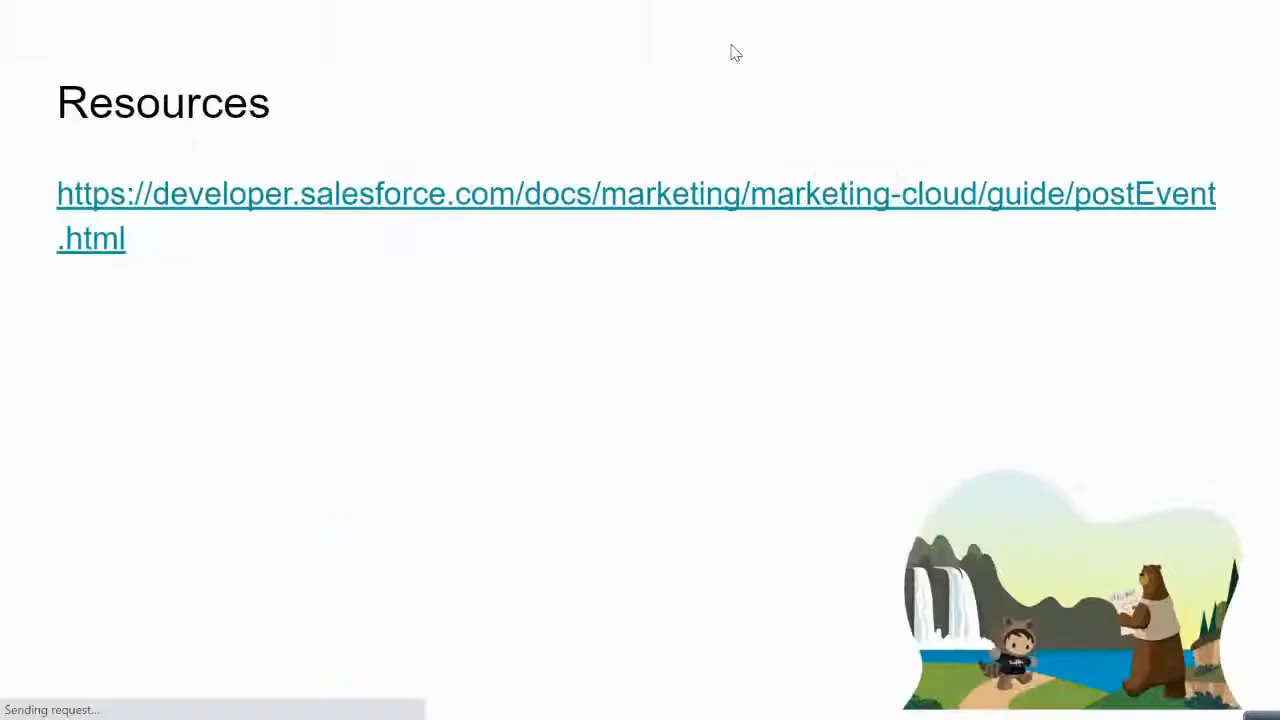 Resources
https://developer.salesforce.com/docs/marketing/marketing-cloud/guide/postEvent
.html
Sending request...